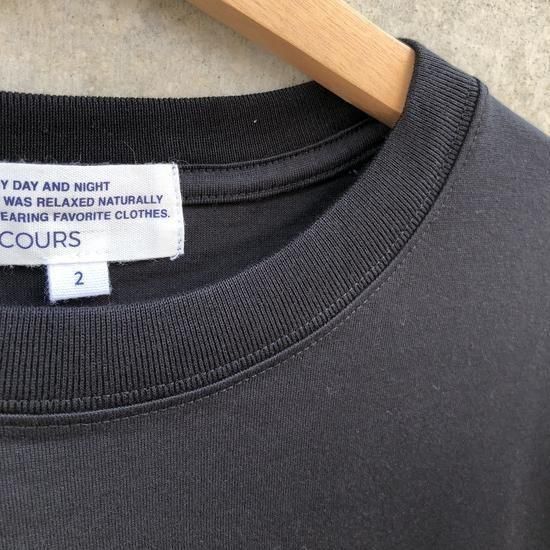 Y DAY AND NIGHT
WAS RELAXED NATURALLY
EARING FAVORITE CLOTHES.
COURS
2